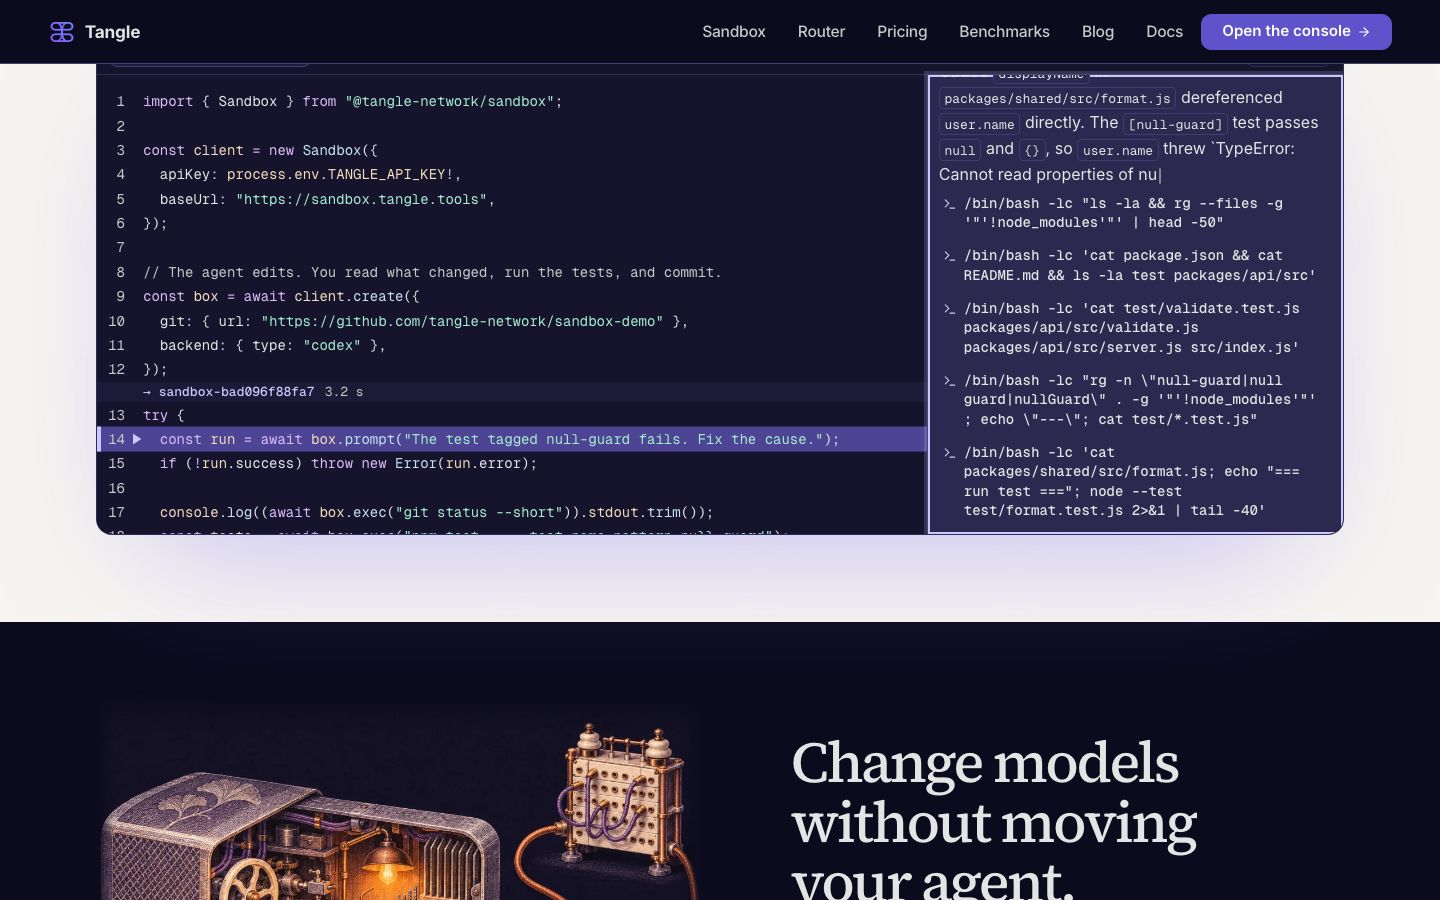 Tangle
Sandbox
Router
Pricing
Benchmarks
Blog
Docs
Open the console →
1 import { Sandbox } from "@tangle-network/sandbox";
2
3 const client = new Sandbox({
4 apiKey: process.env.TANGLE_API_KEY!,
5 baseUrl: "https://sandbox.tangle.tools",
6 });
7
8 // The agent edits. You read what changed, run the tests, and commit.
9 const box = await client.create({
10 git: { url: "https://github.com/tangle-network/sandbox-demo" },
11 backend: { type: "codex" },
12 });
→ sandbox-bad096f88fa7 3.2 s
13 try {
14 const run = await box.prompt("The test tagged null-guard fails. Fix the cause.");
15 if (!run.success) throw new Error(run.error);
16
17 console.log((await box.exec("git status --short")).stdout.trim());
displayName
packages/shared/src/format.js dereferenced
user.name directly. The [null-guard] test passes
null and {}, so user.name threw `TypeError:
Cannot read properties of nu
/bin/bash -lc "ls -la && rg --files -g
'"'!node_modules'"' | head -50"
/bin/bash -lc 'cat package.json && cat
README.md && ls -la test packages/api/src'
/bin/bash -lc 'cat test/validate.test.js
packages/api/src/validate.js
packages/api/src/server.js src/index.js'
/bin/bash -lc "rg -n \"null-guard|null
guard|nullGuard\" . -g '"'!node_modules'"'
; echo \"---\"; cat test/*.test.js"
/bin/bash -lc 'cat
packages/shared/src/format.js; echo "===
run test ==="; node --test
test/format.test.js 2>&1 | tail -40'
Change models
without moving
your agent.